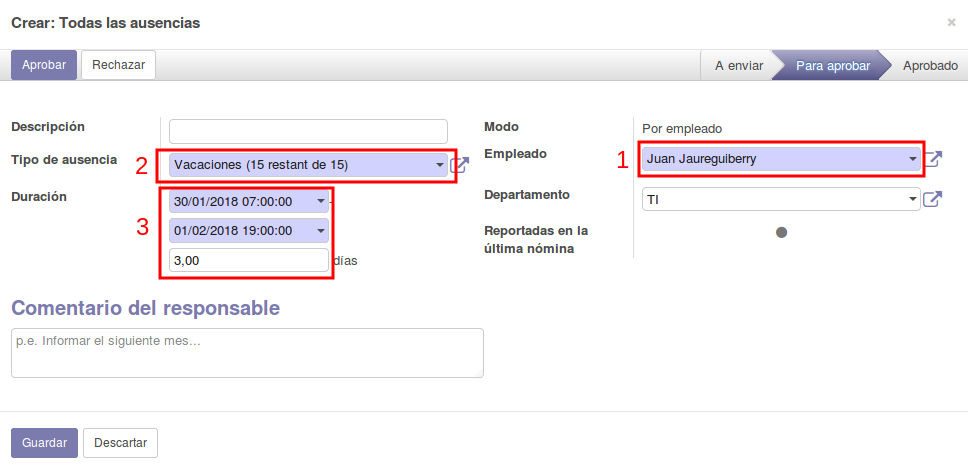 Crear: Todas las ausencias ×
Aprobar Rechazar A enviar Para aprobar Aprobado
Descripción
Tipo de ausencia 2 Vacaciones (15 restant de 15)
Duración
3
30/01/2018 07:00:00 -
01/02/2018 19:00:00
3,00 días
Modo Por empleado
Empleado 1 Juan Jaureguiberry
Departamento TI
Reportadas en la
última nómina
Comentario del responsable
p.e. Informar el siguiente mes...
Guardar Descartar